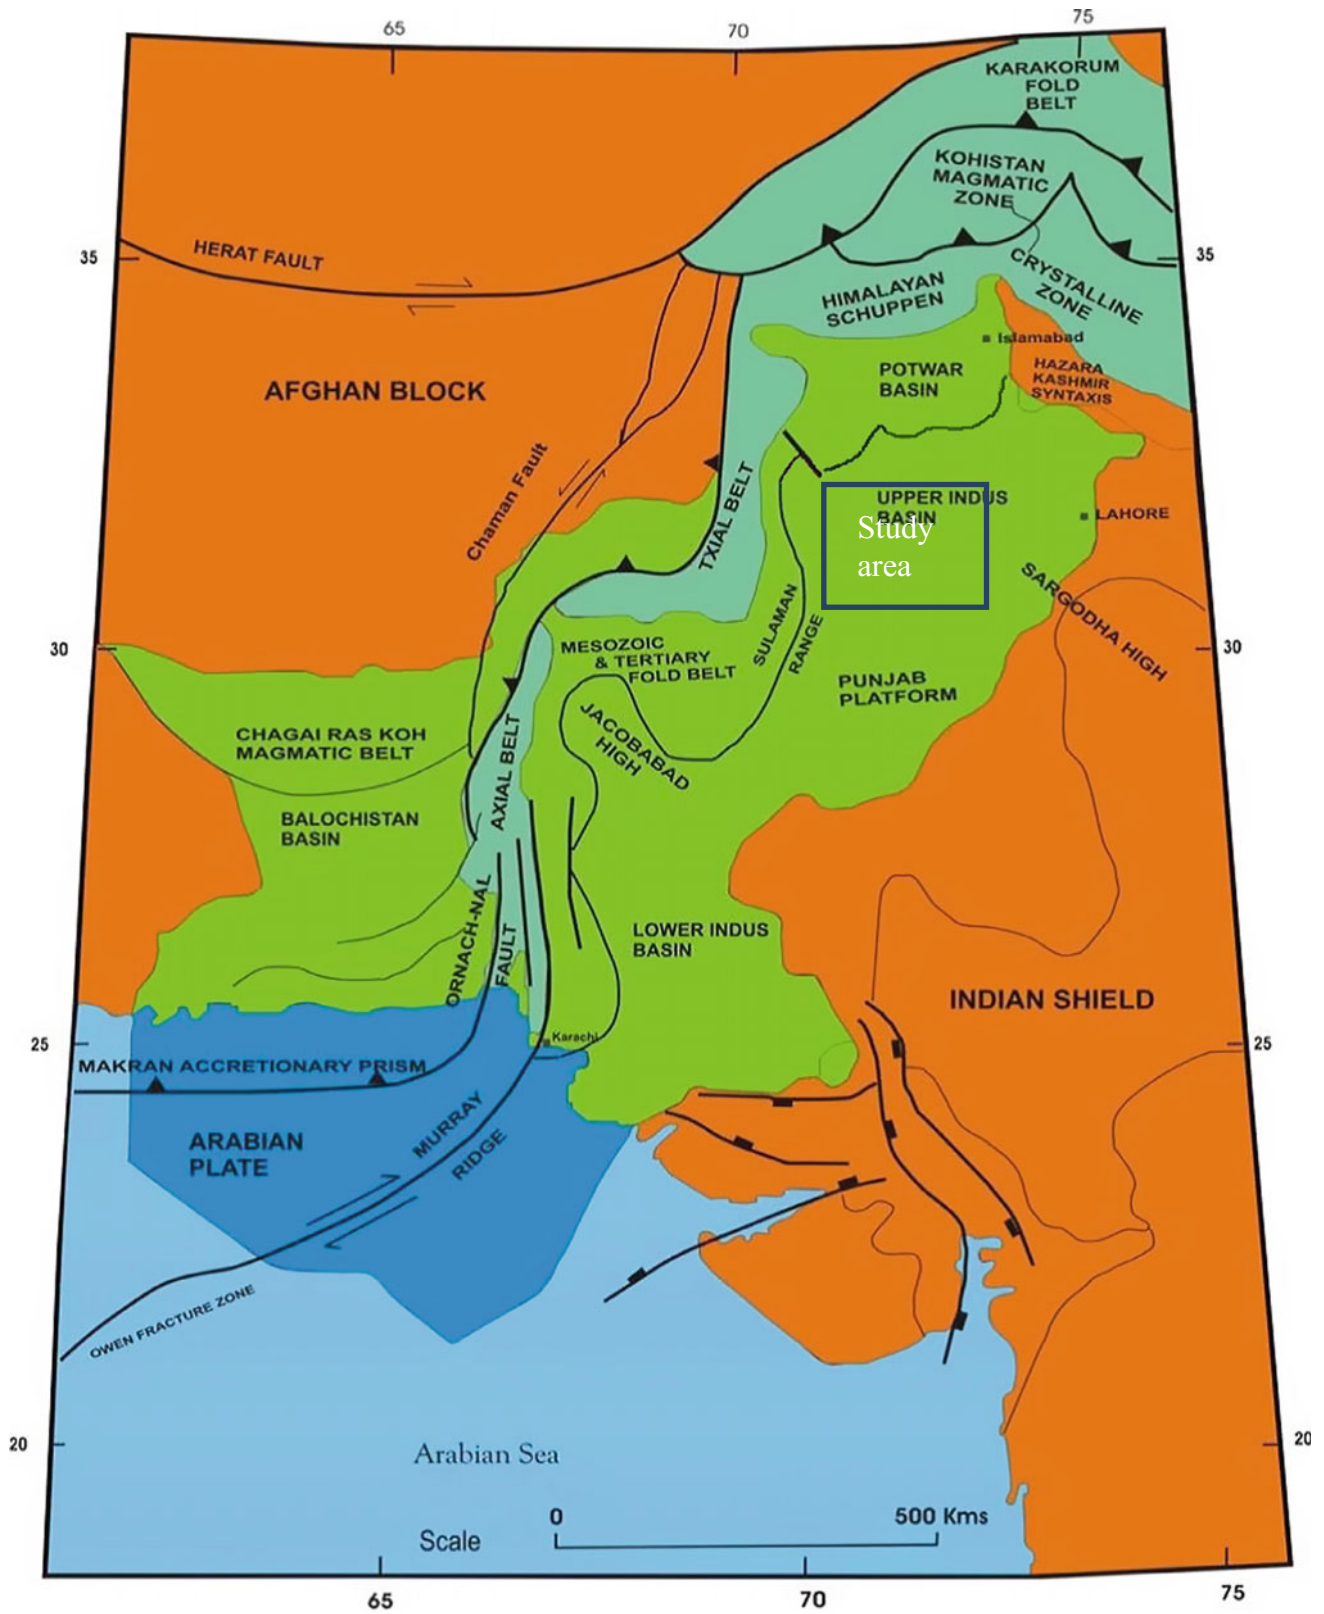 65
70
75
KARAKORUM
FOLD
BELT
KOHISTAN
MAGMATIC
ZONE
35
HERAT FAULT
35
CRYSTALLINE
ZONE
HIMALAYAN
SCHUPPEN
Islamabad
AFGHAN BLOCK
POTWAR
BASIN
HAZARA
KASHMIR
SYNTAXIS
Chaman Fault
TXIAL BELT
UPPER INDUS
BASIN
Study
area
LAHORE
SARGODHA HIGH
SULAMAN
RANGE
30
30
MESOZOIC
& TERTIARY
FOLD BELT
PUNJAB
PLATFORM
CHAGAI RAS KOH
MAGMATIC BELT
JACOBABAD
HIGH
AXIAL BELT
BALOCHISTAN
BASIN
ORNACH-NAL
FAULT
LOWER INDUS
BASIN
INDIAN SHIELD
25
Karachi
25
MAKRAN ACCRETIONARY PRISM
ARABIAN
PLATE
MURRAY
RIDGE
OWEN FRACTURE ZONE
20
20
Arabian Sea
0
500 Kms
Scale
65
70
75